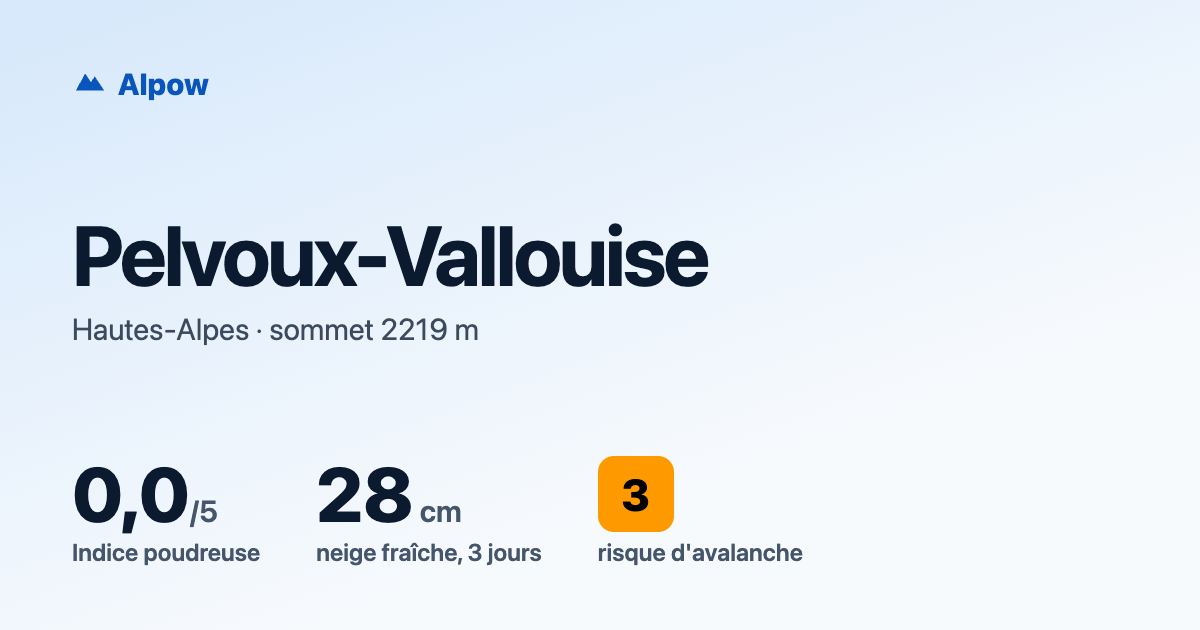 Alpow
Pelvoux-Vallouise
Hautes-Alpes · sommet 2219 m
0,0/5 28 cm 3
Indice poudreuse neige fraîche, 3 jours risque d'avalanche